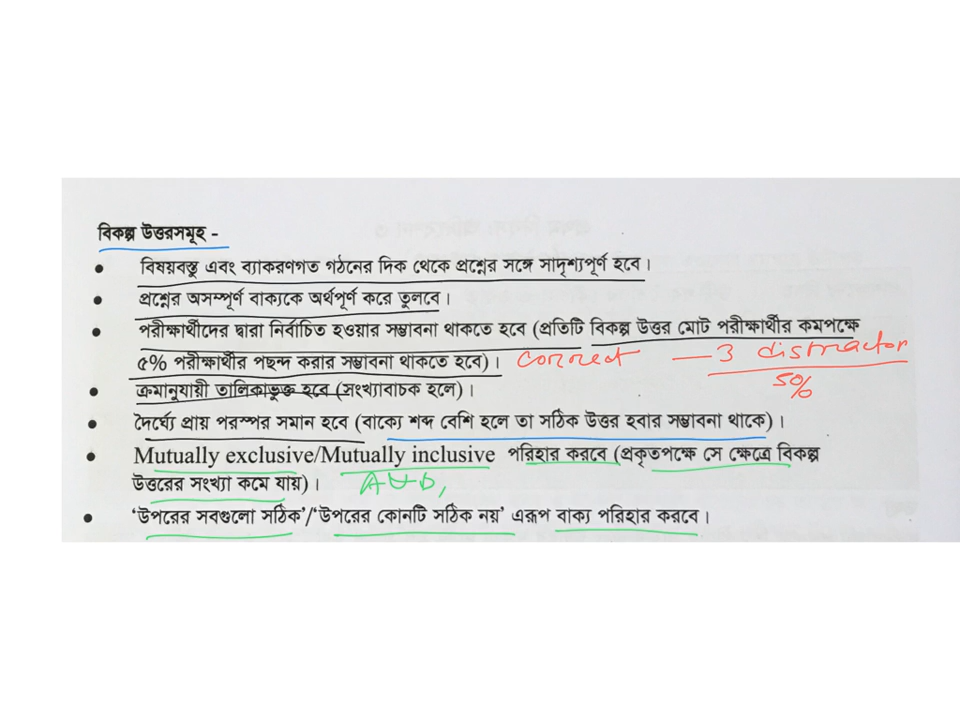 বিকল্প উত্তরসমূহ -
• বিষয়বস্তু এবং ব্যাকরণগত গঠনের দিক থেকে প্রশ্নের সঙ্গে সাদৃশ্যপূর্ণ হবে।
• প্রশ্নের অসম্পূর্ণ বাক্যকে অর্থপূর্ণ করে তুলবে।
• পরীক্ষার্থীদের দ্বারা নির্বাচিত হওয়ার সম্ভাবনা থাকতে হবে (প্রতিটি বিকল্প উত্তর মোট পরীক্ষার্থীর কমপক্ষে
৫% পরীক্ষার্থীর পছন্দ করার সম্ভাবনা থাকতে হবে)। correct — 3 distractor
5%
• ক্রমানুযায়ী তালিকাভুক্ত হবে (সংখ্যাবাচক হলে)।
• দৈর্ঘ্যে প্রায় পরস্পর সমান হবে (বাক্যে শব্দ বেশি হলে তা সঠিক উত্তর হবার সম্ভাবনা থাকে)।
• Mutually exclusive/Mutually inclusive পরিহার করবে (প্রকৃতপক্ষে সে ক্ষেত্রে বিকল্প
উত্তরের সংখ্যা কমে যায়)।
• ‘উপরের সবগুলো সঠিক’/‘উপরের কোনটি সঠিক নয়’ এরূপ বাক্য পরিহার করবে।